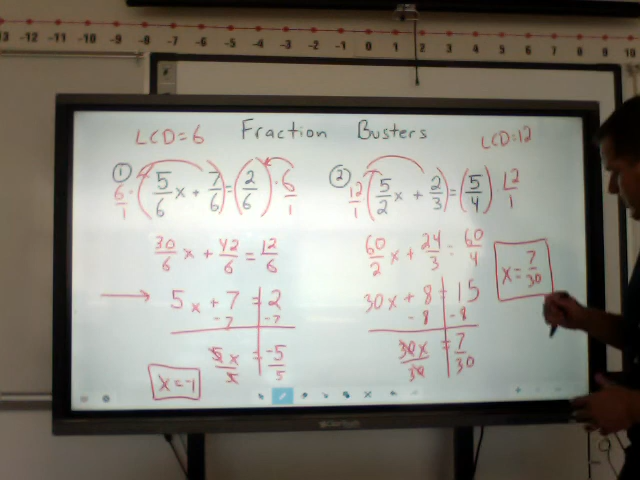 -13 -12 -11 -10 -9 -8 -7 -6 -5 -4 -3 -2 -1 0 1 2 3 4 5 6 7 8 9 10
LCD=6 Fraction Busters LCD=12
① 6/1 · (5/6 x + 7/6) = (2/6) · 6/1
30/6 x + 42/6 = 12/6
5x + 7 = 2
-7 -7
5x/5 = -5/5
x=-1
② 12/1 (5/2 x + 2/3) = (5/4) 12/1
60/2 x + 24/3 = 60/4
30x + 8 = 15
-8 -8
30x/30 = 7/30
x = 7/30